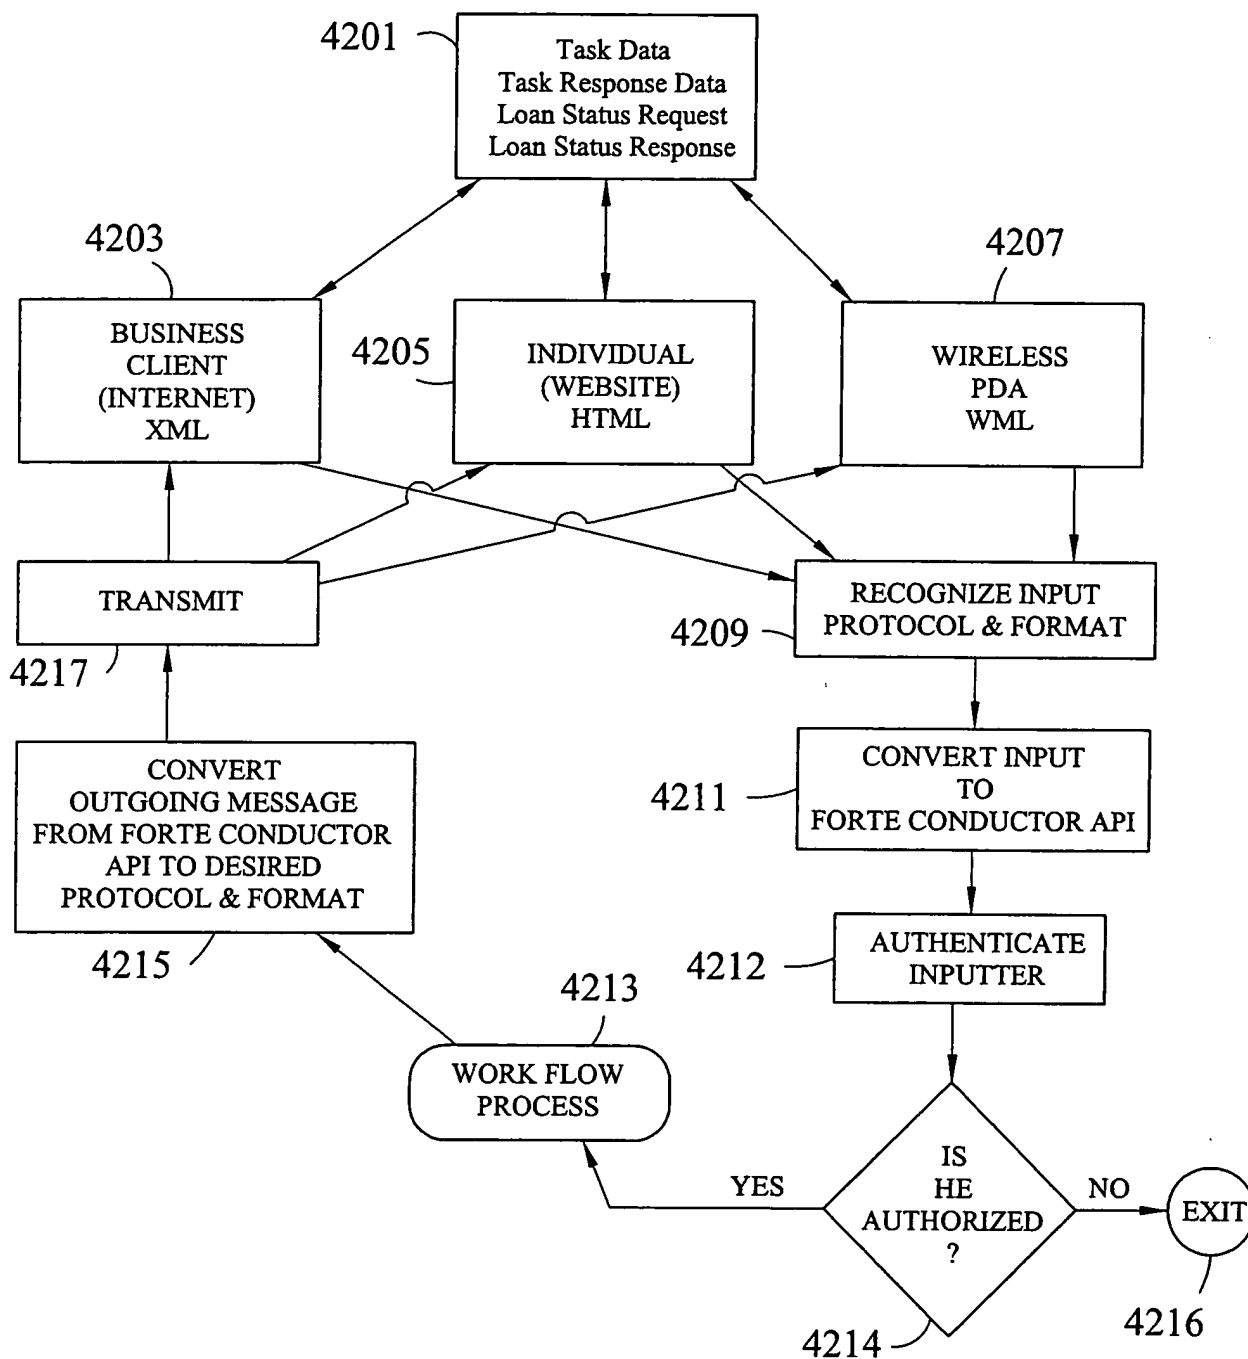 4201
Task Data
Task Response Data
Loan Status Request
Loan Status Response
4203
BUSINESS
CLIENT
(INTERNET)
XML
4205
INDIVIDUAL
(WEBSITE)
HTML
4207
WIRELESS
PDA
WML
TRANSMIT
4217
RECOGNIZE INPUT
PROTOCOL & FORMAT
4209
CONVERT
OUTGOING MESSAGE
FROM FORTE CONDUCTOR
API TO DESIRED
PROTOCOL & FORMAT
4215
CONVERT INPUT
TO
FORTE CONDUCTOR API
4211
AUTHENTICATE
INPUTTER
4212
4213
WORK FLOW
PROCESS
YES
IS
HE
AUTHORIZED
?
4214
NO
EXIT
4216